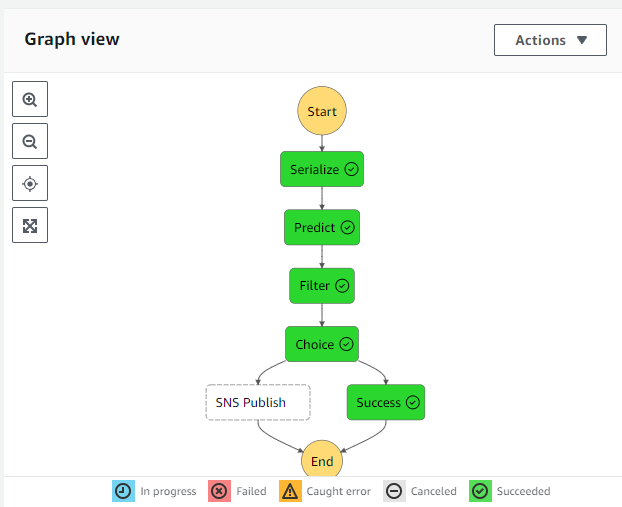 Graph view
Actions
Start
Serialize
Predict
Filter
Choice
SNS Publish
Success
End
In progress
Failed
Caught error
Canceled
Succeeded